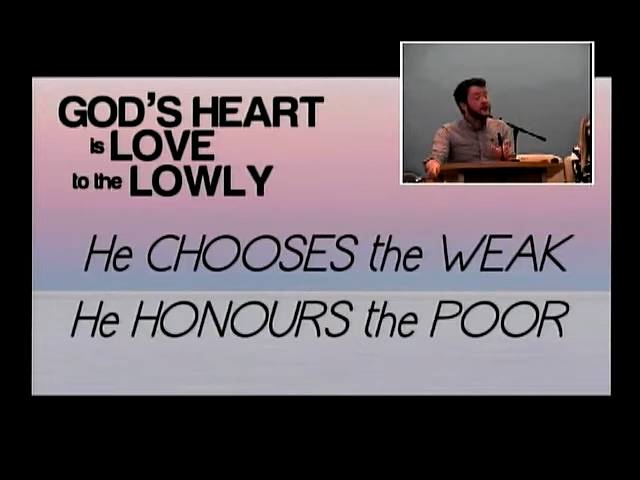 GOD'S HEART
is LOVE
to the LOWLY
He CHOOSES the WEAK
He HONOURS the POOR